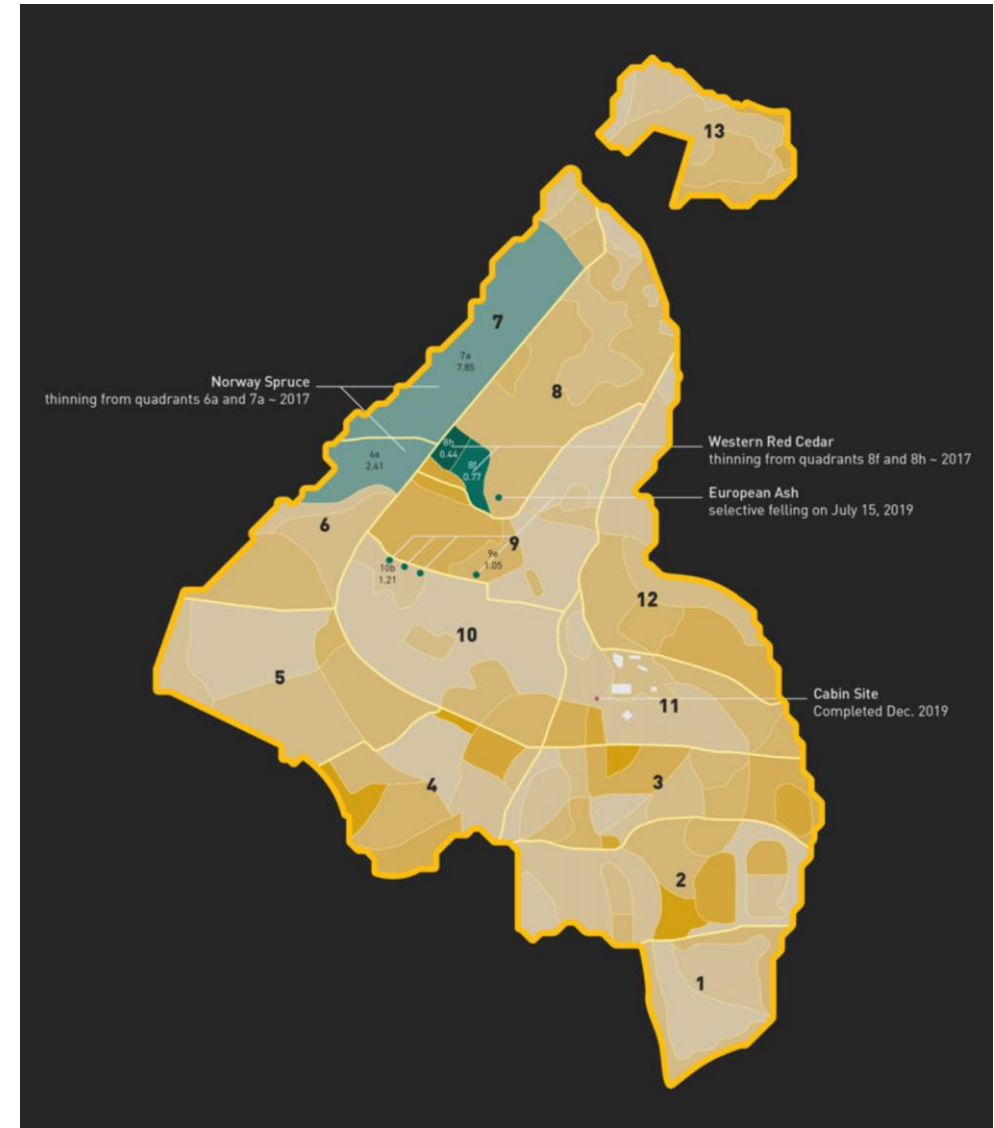 13
7
7a
7.85
Norway Spruce
thinning from quadrants 6a and 7a ~ 2017
8
8h
0.44
Western Red Cedar
thinning from quadrants 8f and 8h ~ 2017
6a
2.41
8f
0.77
European Ash
selective felling on July 15, 2019
6
9
9e
1.05
10b
1.21
12
10
5
Cabin Site
Completed Dec. 2019
11
4
3
2
1